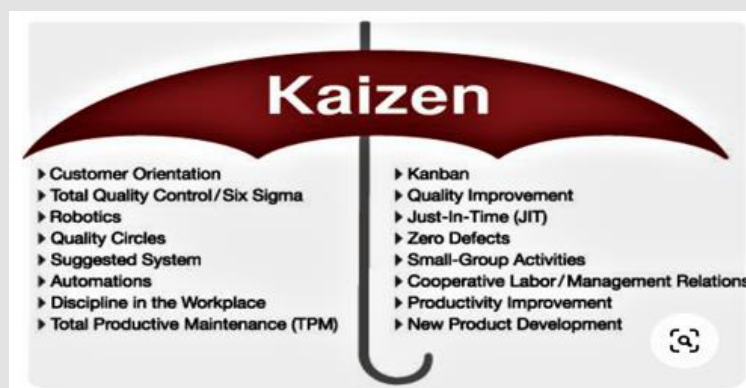 Kaizen
Customer Orientation
Total Quality Control/Six Sigma
Robotics
Quality Circles
Suggested System
Automations
Discipline in the Workplace
Total Productive Maintenance (TPM)
Kanban
Quality Improvement
Just-In-Time (JIT)
Zero Defects
Small-Group Activities
Cooperative Labor/Management Relations
Productivity Improvement
New Product Development